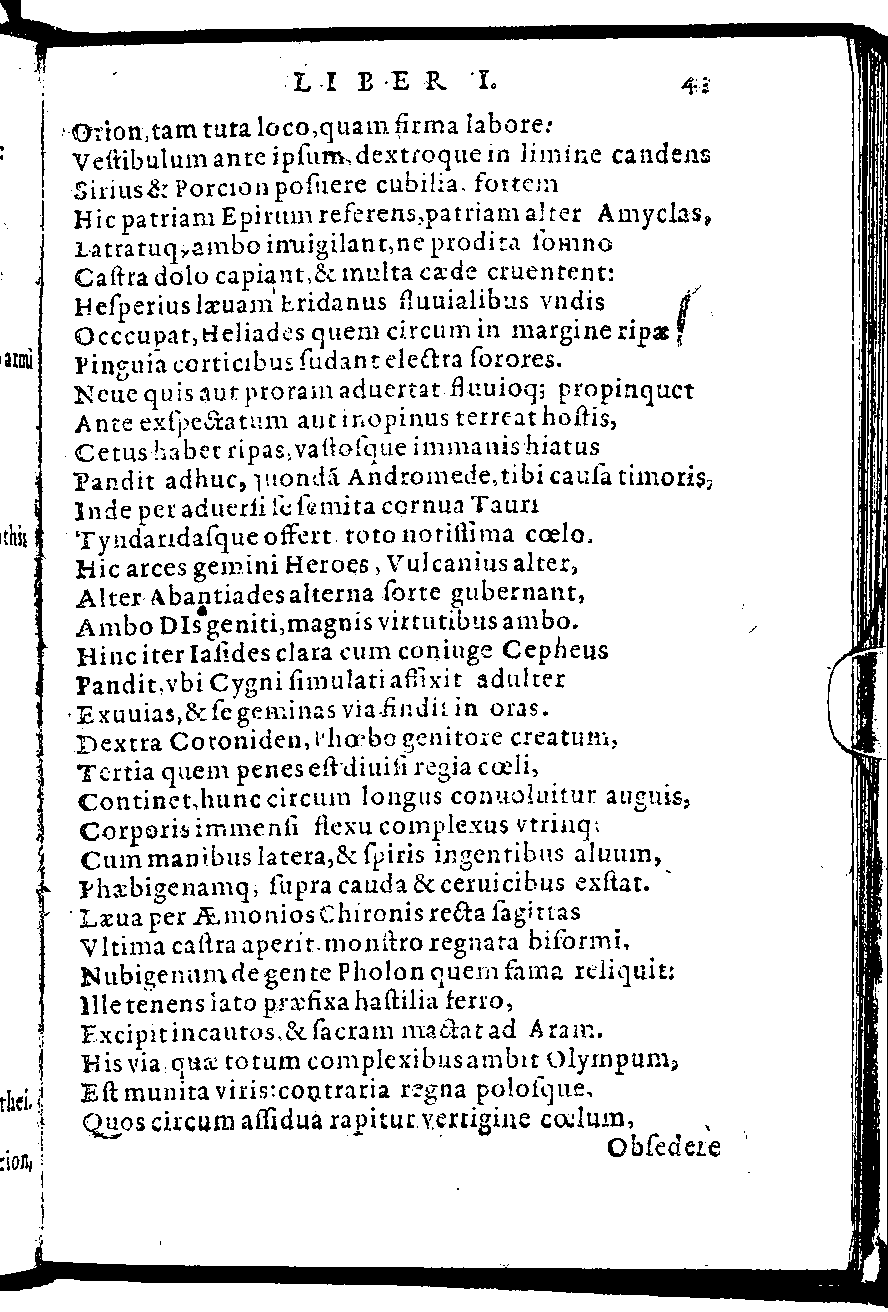 LIBER I. 43
Orion, tam tuta loco, quam firma labore:
Veſtibulum ante ipſum, dextroque in limine candens
Sirius & Porcion poſuere cubilia. fortem
Hic patriam Epirum referens, patriam alter Amyclas,
Latratuq; ambo inuigilant, ne prodita ſomno
Caſtra dolo capiant, & multa cæde cruentent:
Heſperius læuam Eridanus fluuialibus vndis
Occcupat, Heliades quem circum in margine ripæ
Pinguia corticibus ſudant electra ſorores.
Neue quis aut proram aduertat fluuioq; propinquet
Ante exſpectatum aut inopinus terreat hoſtis,
Cetus habet ripas, vaſtoſque immanis hiatus
Pandit adhuc, quondã Andromede, tibi cauſa timoris,
Inde per aduerſi ſe ſemita cornua Tauri
Tyndaridaſque offert toto notiſſima cœlo.
Hic arces gemini Heroes, Vulcanius alter,
Alter Abantiades alterna ſorte gubernant,
Ambo DIs geniti, magnis virtutibus ambo.
Hinc iter Iaſides clara cum coniuge Cepheus
Pandit, vbi Cygni ſimulati affixit adulter
Exuuias, & ſe geminas via findit in oras.
Dextra Coroniden, Phœbo genitore creatum,
Tertia quem penes eſt diuiſi regia cœli,
Continet, hunc circum longus conuoluitur anguis,
Corporis immenſi flexu complexus vtrinq;
Cum manibus latera, & ſpiris ingentibus aluum,
Phæbigenamq; ſupra cauda & ceruicibus exſtat.
Læua per Æmonios Chironis recta ſagittas
Vltima caſtra aperit monſtro regnata biformi,
Nubigenum de gente Pholon quem fama reliquit:
Ille tenens lato præfixa haſtilia ferro,
Excipit incautos, & ſacram mactat ad Aram.
His via quæ totum complexibus ambit Olympum,
Eſt munita viris: contraria regna poloſque,
Quos circum aſſidua rapitur vertigine cœlum,
Obſedere